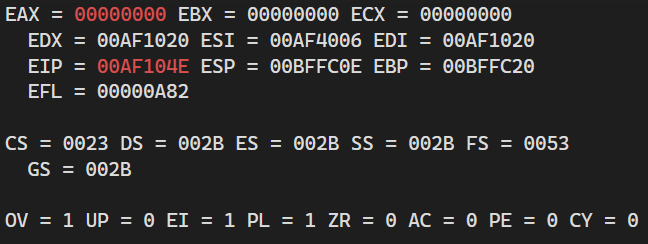 EAX = 00000000 EBX = 00000000 ECX = 00000000
EDX = 00AF1020 ESI = 00AF4006 EDI = 00AF1020
EIP = 00AF104E ESP = 00BFFC0E EBP = 00BFFC20
EFL = 00000A82
CS = 0023 DS = 002B ES = 002B SS = 002B FS = 0053
GS = 002B
OV = 1 UP = 0 EI = 1 PL = 1 ZR = 0 AC = 0 PE = 0 CY = 0